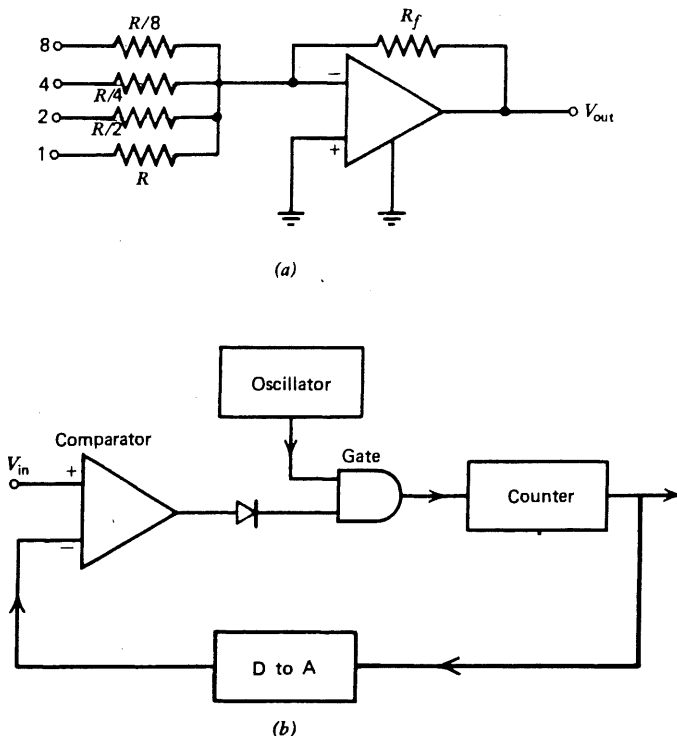 R/8
R_f
8
4
R/4
−
2
R/2
V_out
1
+
R
(a)
Oscillator
Comparator
Gate
V_in
+
Counter
−
D to A
(b)